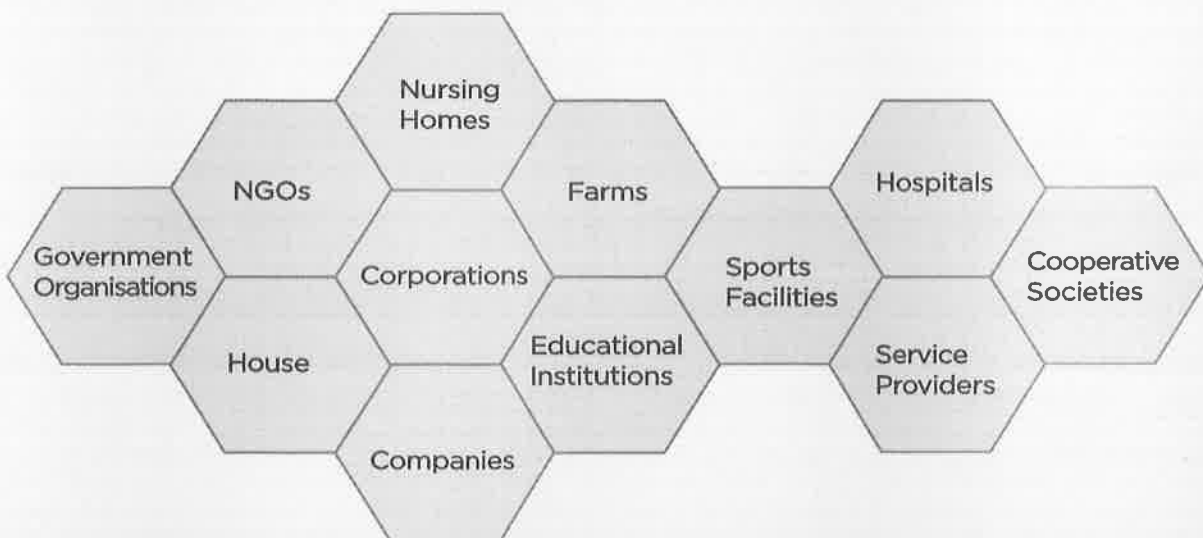 Nursing
Homes
NGOs
Farms
Hospitals
Government
Organisations
Corporations
Sports
Facilities
Cooperative
Societies
House
Educational
Institutions
Service
Providers
Companies